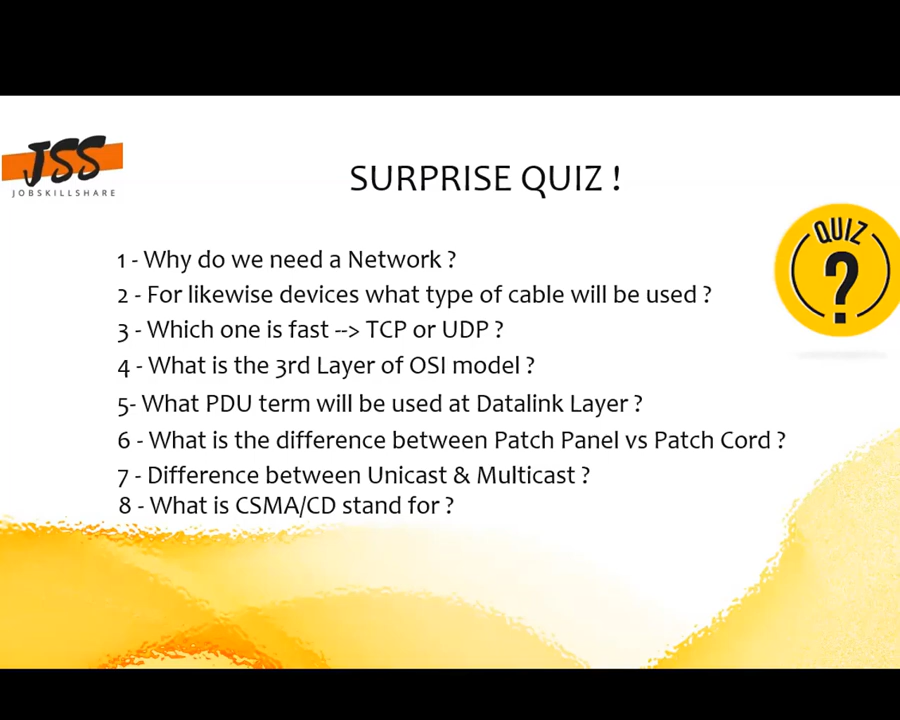 JSS
JOBSKILLSHARE
SURPRISE QUIZ !
QUIZ
?
1 - Why do we need a Network ?
2 - For likewise devices what type of cable will be used ?
3 - Which one is fast --> TCP or UDP ?
4 - What is the 3rd Layer of OSI model ?
5- What PDU term will be used at Datalink Layer ?
6 - What is the difference between Patch Panel vs Patch Cord ?
7 - Difference between Unicast & Multicast ?
8 - What is CSMA/CD stand for ?